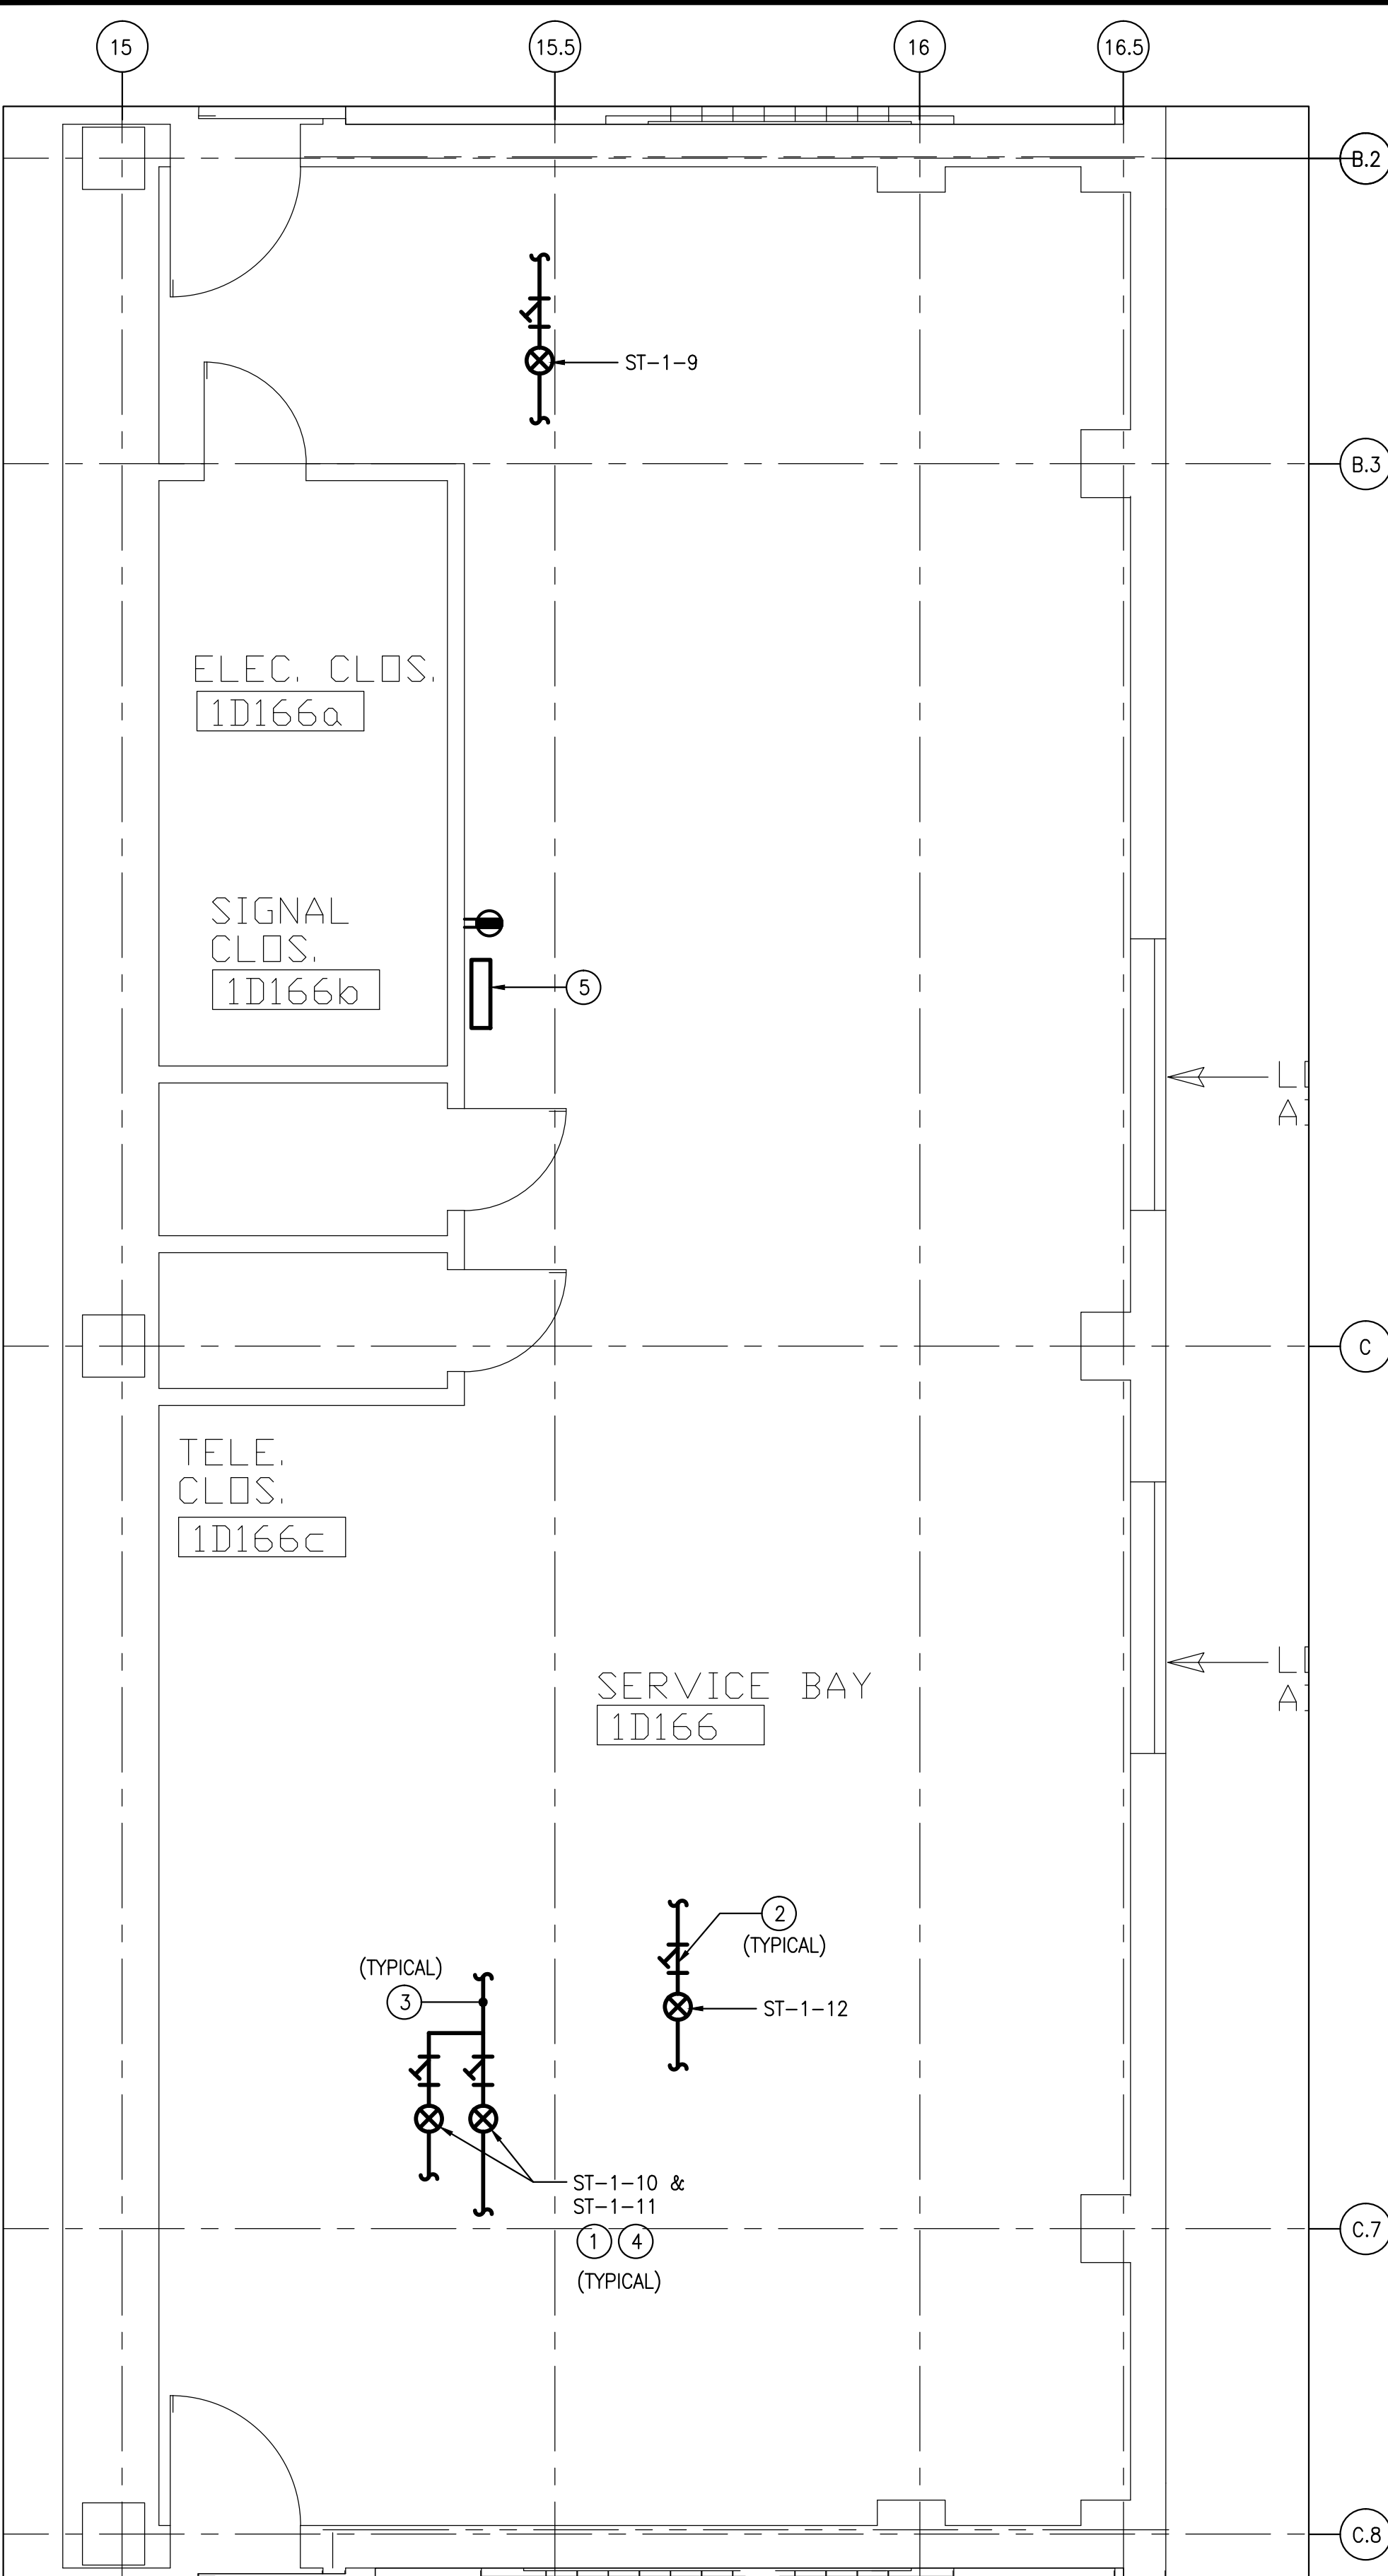 15
15.5
16
16.5
B.2
ST-1-9
B.3
ELEC. CLOS.
1D166a
SIGNAL
CLOS.
1D166b
5
A
C
TELE.
CLOS.
1D166c
SERVICE BAY
1D166
A
2
(TYPICAL)
(TYPICAL)
3
ST-1-12
ST-1-10 &
ST-1-11
1 4
(TYPICAL)
C.7
C.8